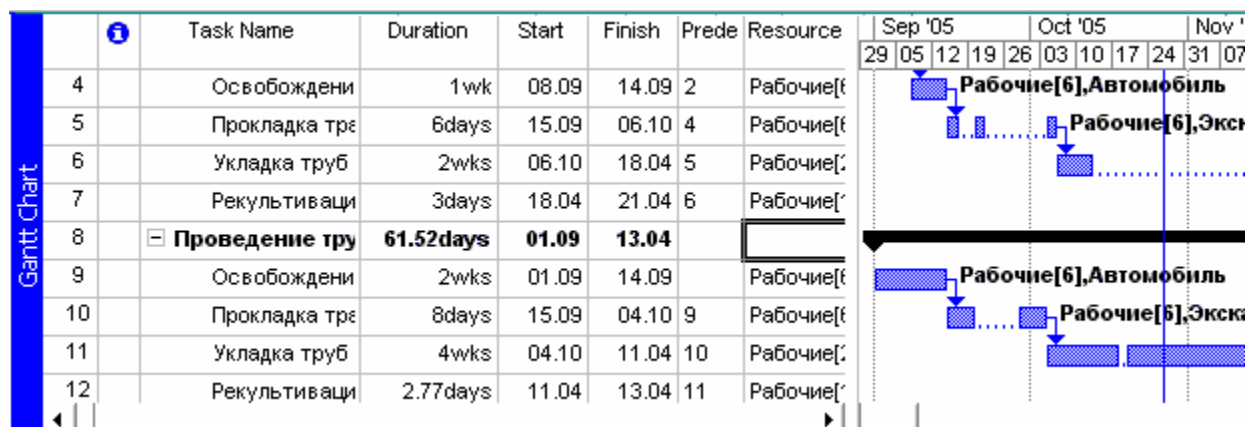 Task Name Duration Start Finish Prede Resource Sep '05 Oct '05 Nov '
29 05 12 19 26 03 10 17 24 31 07
4 Освобождени 1wk 08.09 14.09 2 Рабочие[6 Рабочие[6],Автомобиль
5 Прокладка тра 6days 15.09 06.10 4 Рабочие[6 Рабочие[6],Экск
6 Укладка труб 2wks 06.10 18.04 5 Рабочие[2
7 Рекультиваци 3days 18.04 21.04 6 Рабочие[1
8 Проведение тру 61.52days 01.09 13.04
9 Освобождени 2wks 01.09 14.09 Рабочие[6 Рабочие[6],Автомобиль
10 Прокладка тра 8days 15.09 04.10 9 Рабочие[6 Рабочие[6],Экска
11 Укладка труб 4wks 04.10 11.04 10 Рабочие[2
12 Рекультиваци 2.77days 11.04 13.04 11 Рабочие[1
Gantt Chart